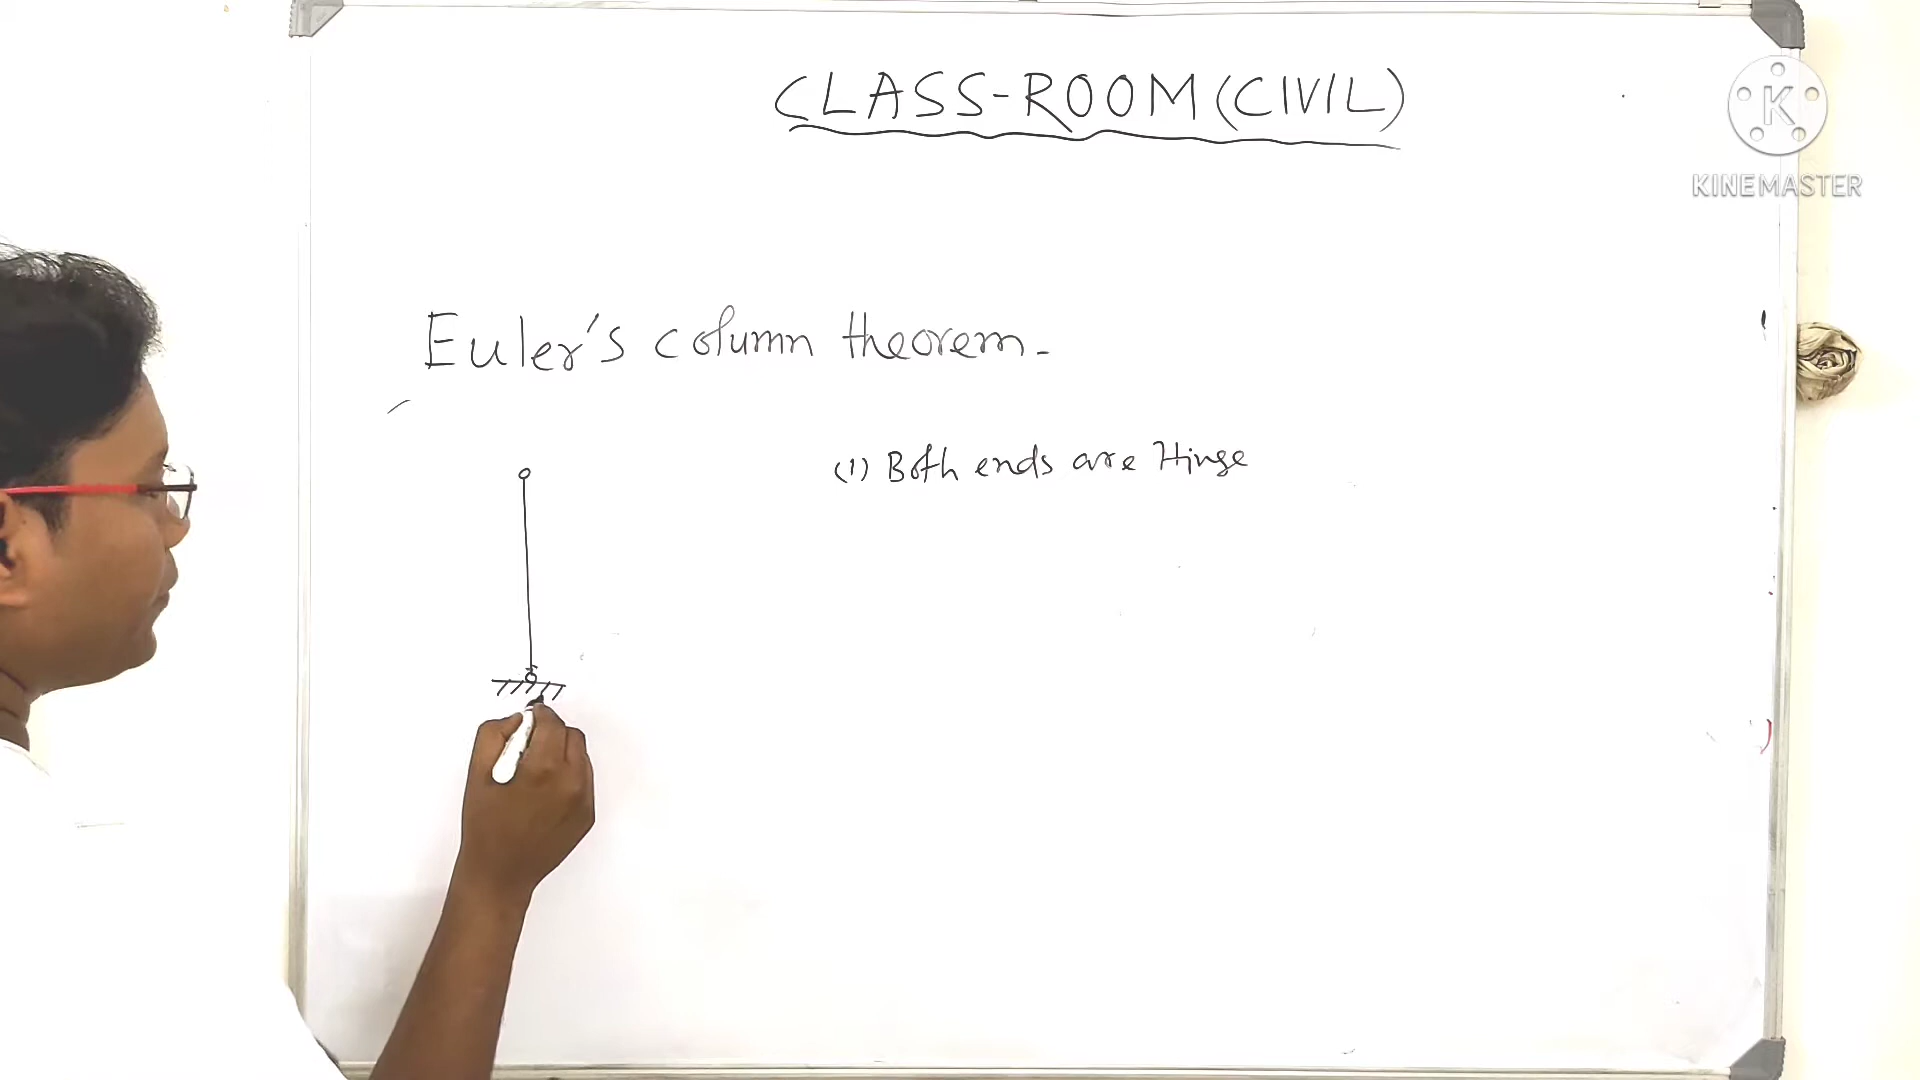 CLASS-ROOM (CIVIL)
K
KINEMASTER
Euler's column theorem-
(1) Both ends are Hinge